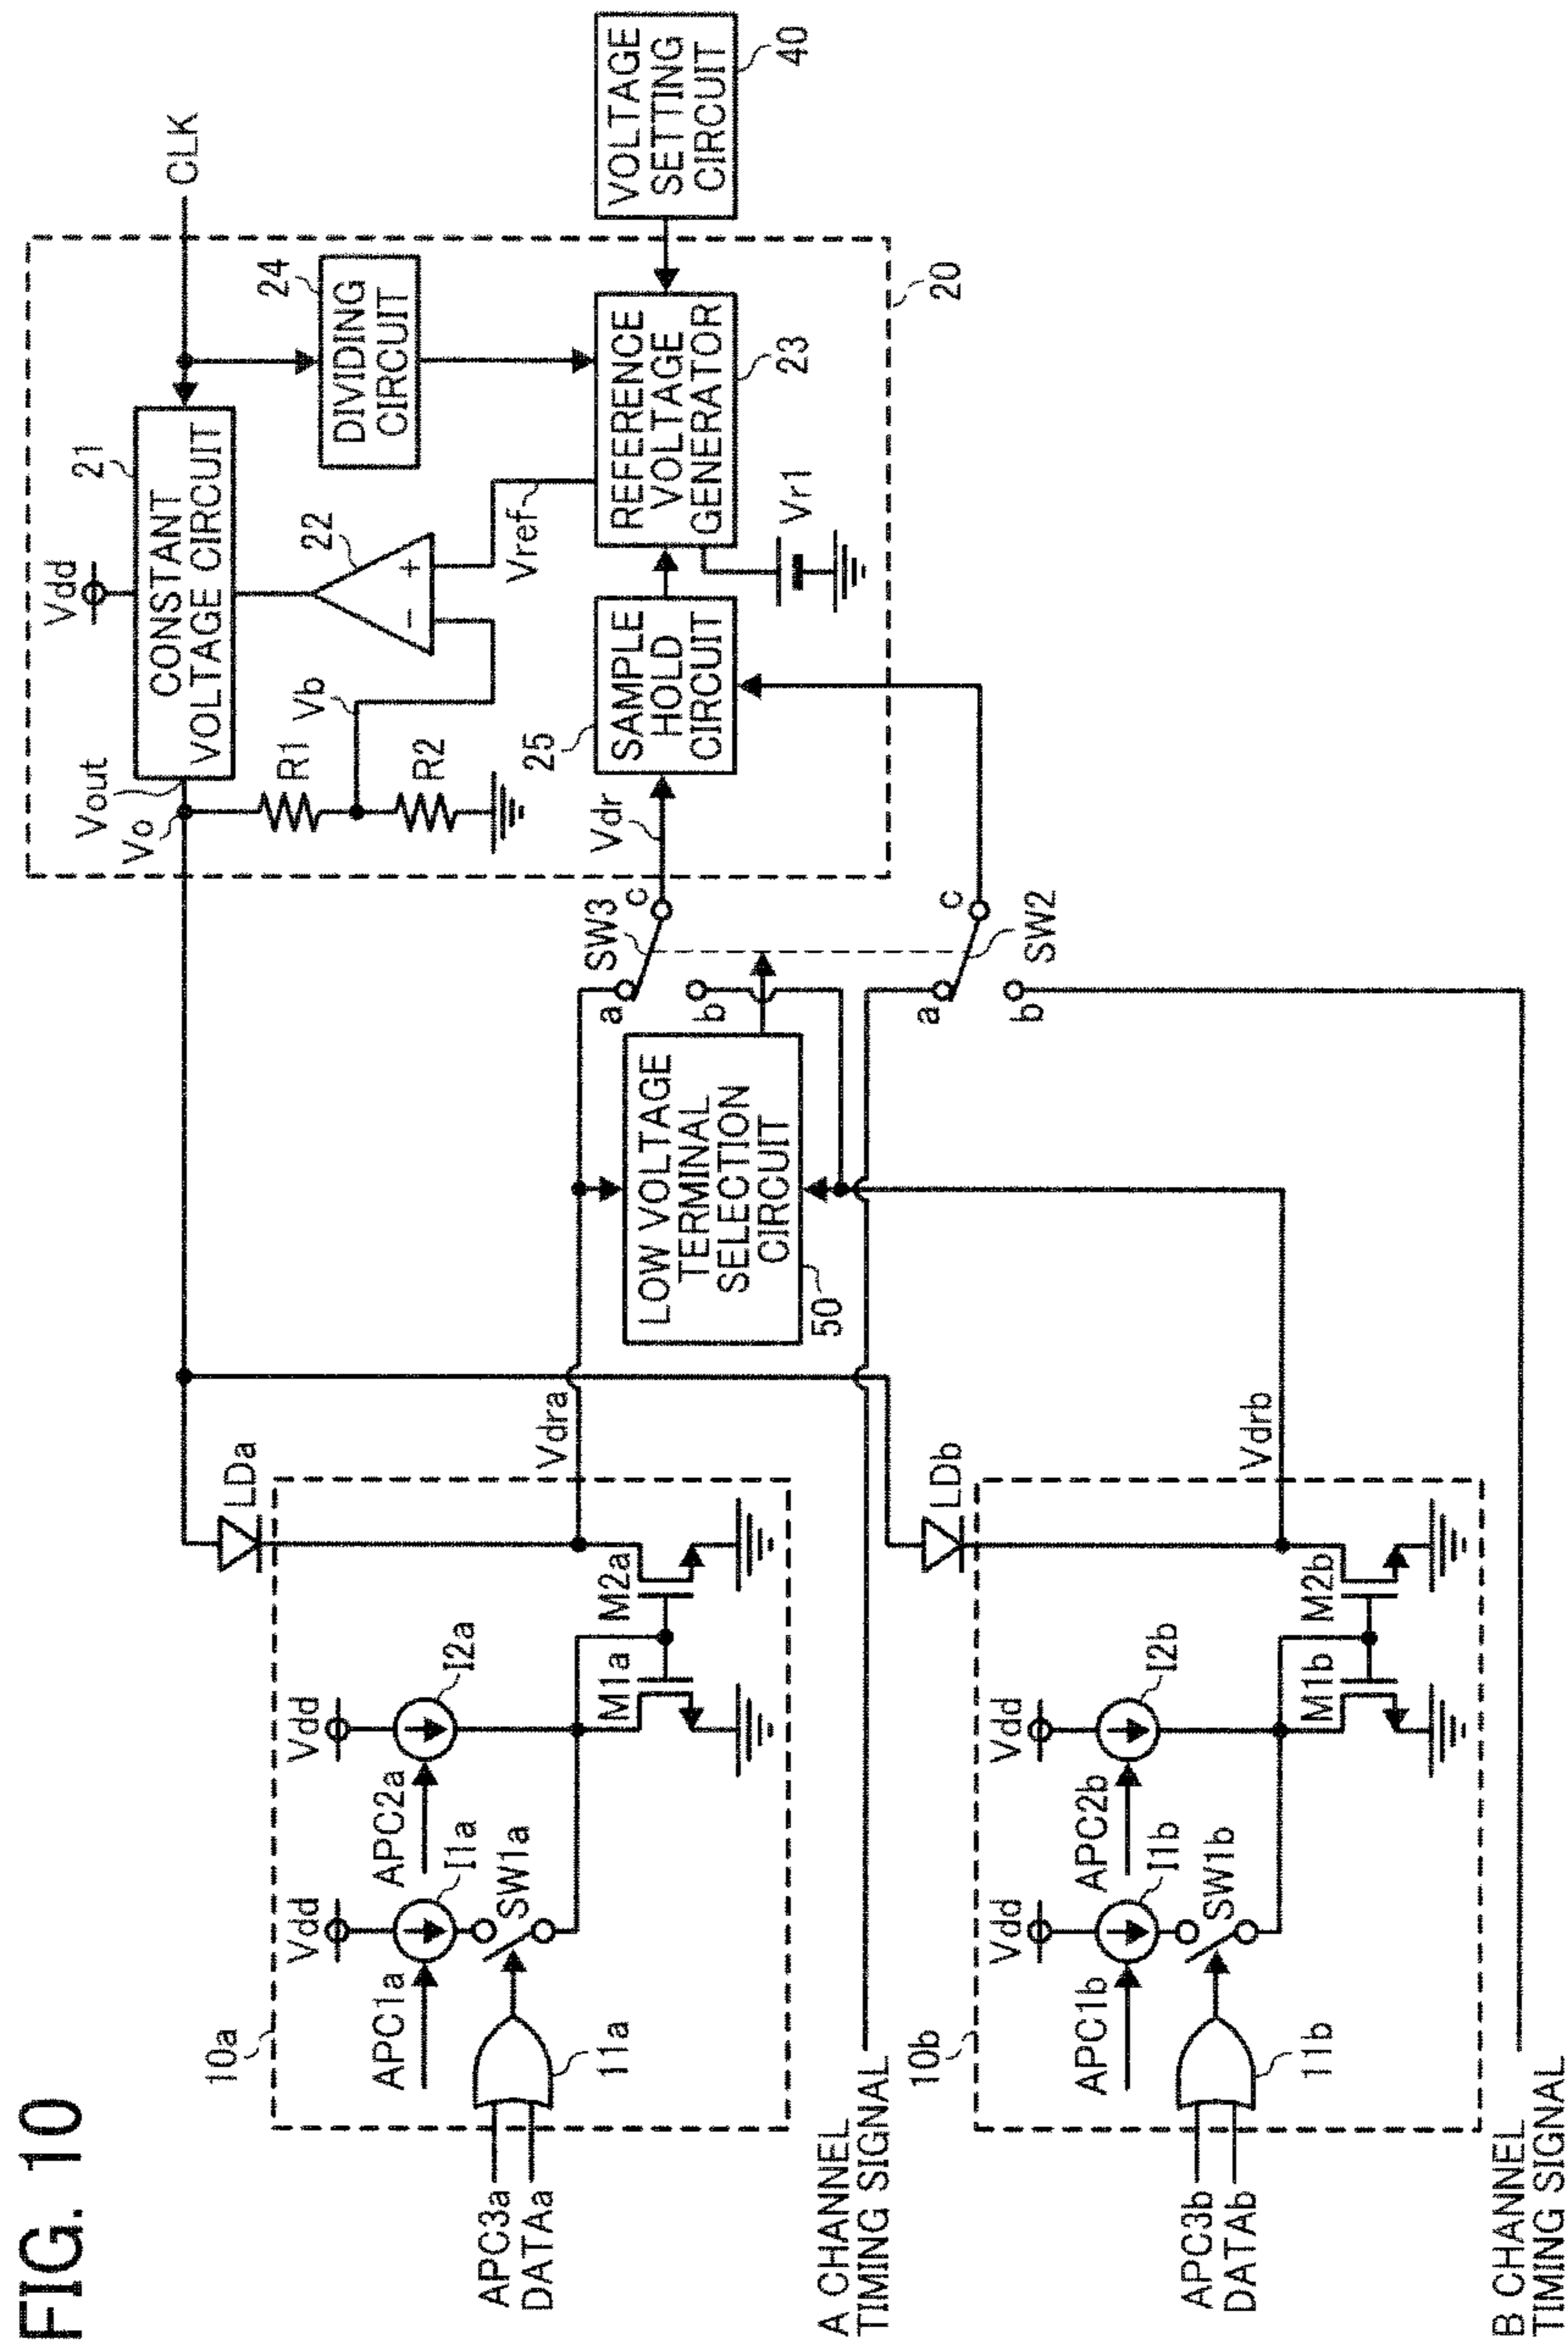 FIG. 10
10a
Vdd
Vdd
APC1a
APC2a
I1a
I2a
SW1a
M1a
M2a
LDa
11a
APC3a
DATAa
Vdra
A CHANNEL
TIMING SIGNAL
10b
Vdd
Vdd
APC1b
APC2b
I1b
I2b
SW1b
M1b
M2b
LDb
11b
APC3b
DATAb
Vdrb
B CHANNEL
TIMING SIGNAL
LOW VOLTAGE
TERMINAL
SELECTION
CIRCUIT
50
a
SW3
c
b
a
c
b
SW2
Vout
Vo
Vdd
21
CONSTANT
VOLTAGE CIRCUIT
CLK
R1
Vb
R2
22
-
+
24
DIVIDING
CIRCUIT
Vref
Vdr
25
SAMPLE
HOLD
CIRCUIT
REFERENCE
VOLTAGE
GENERATOR
23
Vr1
20
VOLTAGE
SETTING
CIRCUIT
40